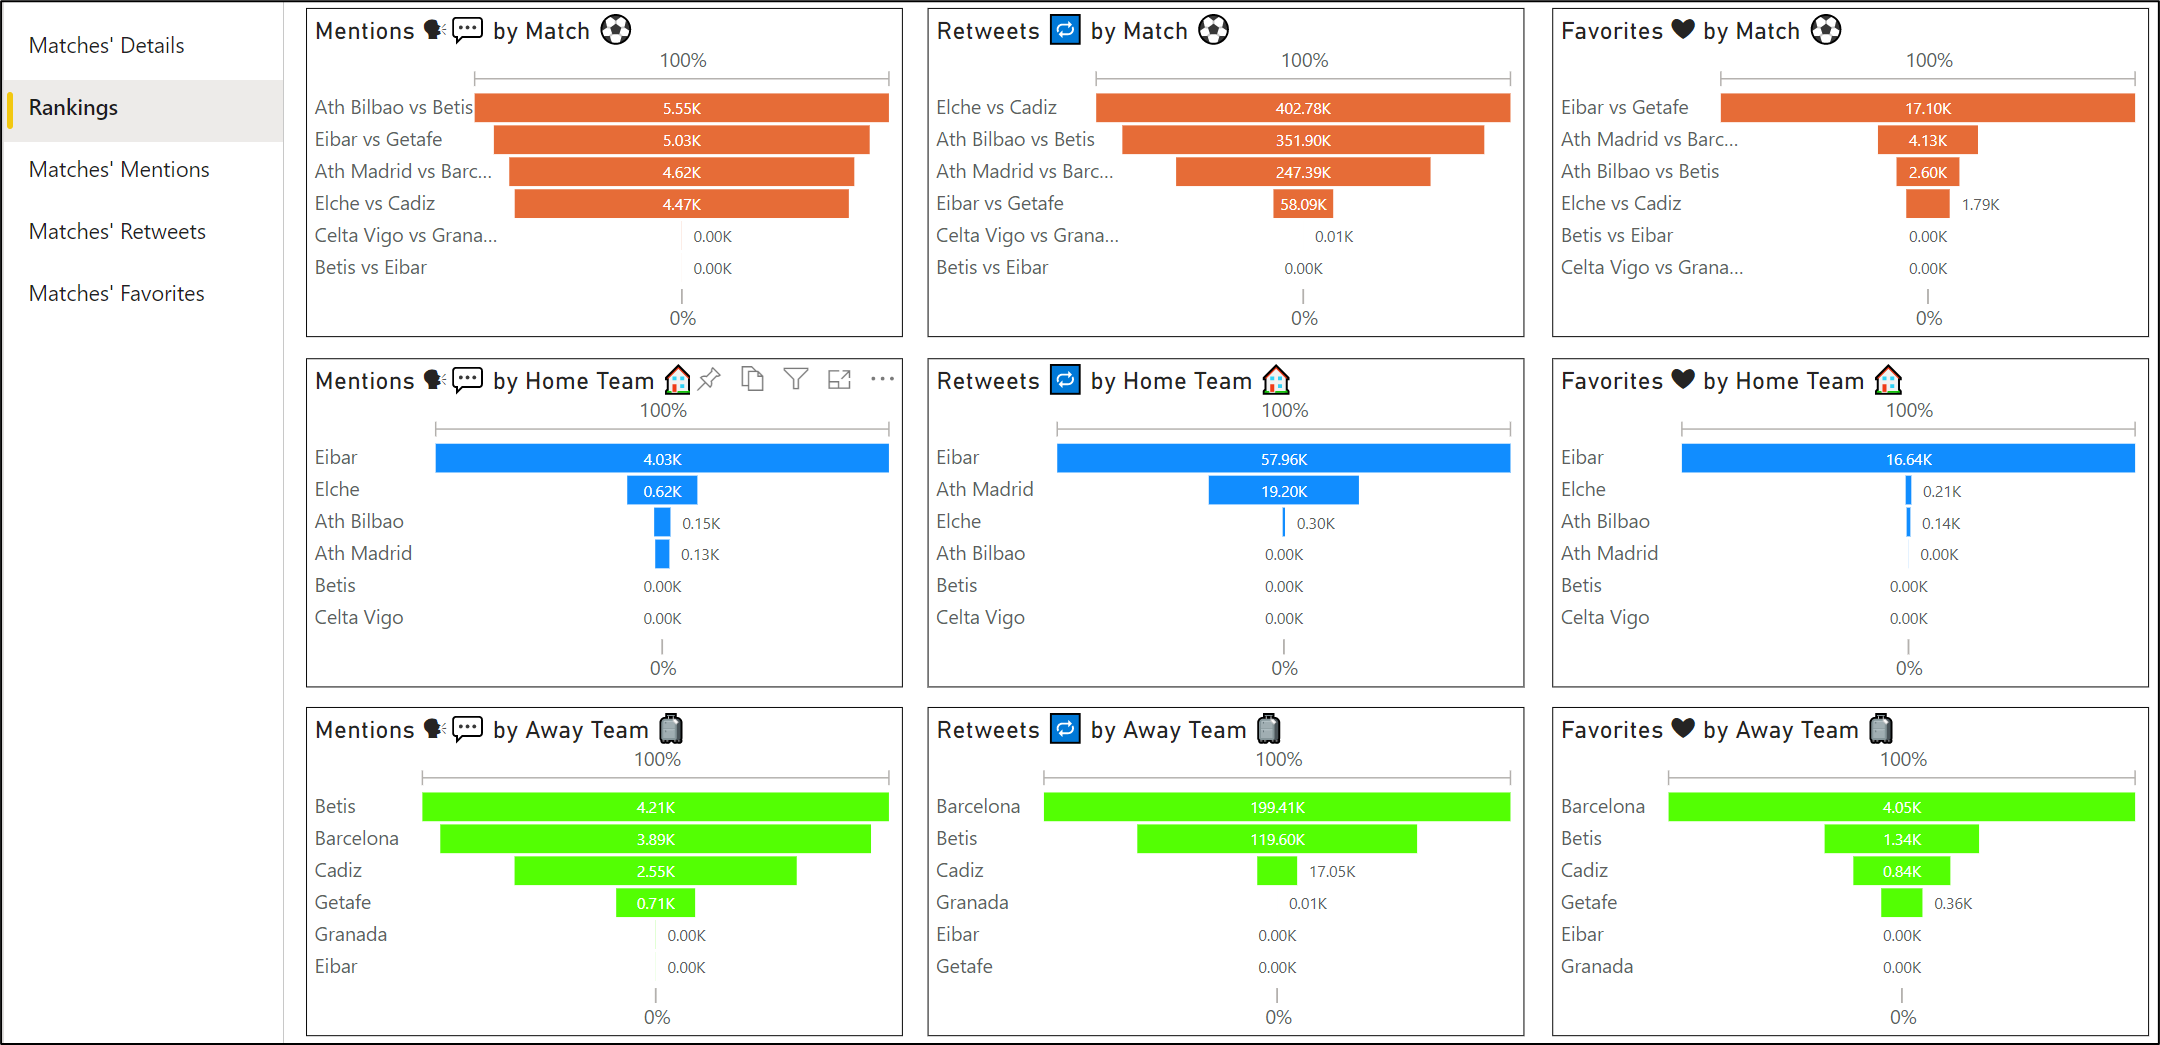 Matches' Details
Rankings
Matches' Mentions
Matches' Retweets
Matches' Favorites
Mentions by Match
100%
Ath Bilbao vs Betis 5.55K
Eibar vs Getafe 5.03K
Ath Madrid vs Barc... 4.62K
Elche vs Cadiz 4.47K
Celta Vigo vs Grana... 0.00K
Betis vs Eibar 0.00K
0%
Retweets by Match
100%
Elche vs Cadiz 402.78K
Ath Bilbao vs Betis 351.90K
Ath Madrid vs Barc... 247.39K
Eibar vs Getafe 58.09K
Celta Vigo vs Grana... 0.01K
Betis vs Eibar 0.00K
0%
Favorites by Match
100%
Eibar vs Getafe 17.10K
Ath Madrid vs Barc... 4.13K
Ath Bilbao vs Betis 2.60K
Elche vs Cadiz 1.79K
Betis vs Eibar 0.00K
Celta Vigo vs Grana... 0.00K
0%
Mentions by Home Team
100%
Eibar 4.03K
Elche 0.62K
Ath Bilbao 0.15K
Ath Madrid 0.13K
Betis 0.00K
Celta Vigo 0.00K
0%
Retweets by Home Team
100%
Eibar 57.96K
Ath Madrid 19.20K
Elche 0.30K
Ath Bilbao 0.00K
Betis 0.00K
Celta Vigo 0.00K
0%
Favorites by Home Team
100%
Eibar 16.64K
Elche 0.21K
Ath Bilbao 0.14K
Ath Madrid 0.00K
Betis 0.00K
Celta Vigo 0.00K
0%
Mentions by Away Team
100%
Betis 4.21K
Barcelona 3.89K
Cadiz 2.55K
Getafe 0.71K
Granada 0.00K
Eibar 0.00K
0%
Retweets by Away Team
100%
Barcelona 199.41K
Betis 119.60K
Cadiz 17.05K
Granada 0.01K
Eibar 0.00K
Getafe 0.00K
0%
Favorites by Away Team
100%
Barcelona 4.05K
Betis 1.34K
Cadiz 0.84K
Getafe 0.36K
Eibar 0.00K
Granada 0.00K
0%